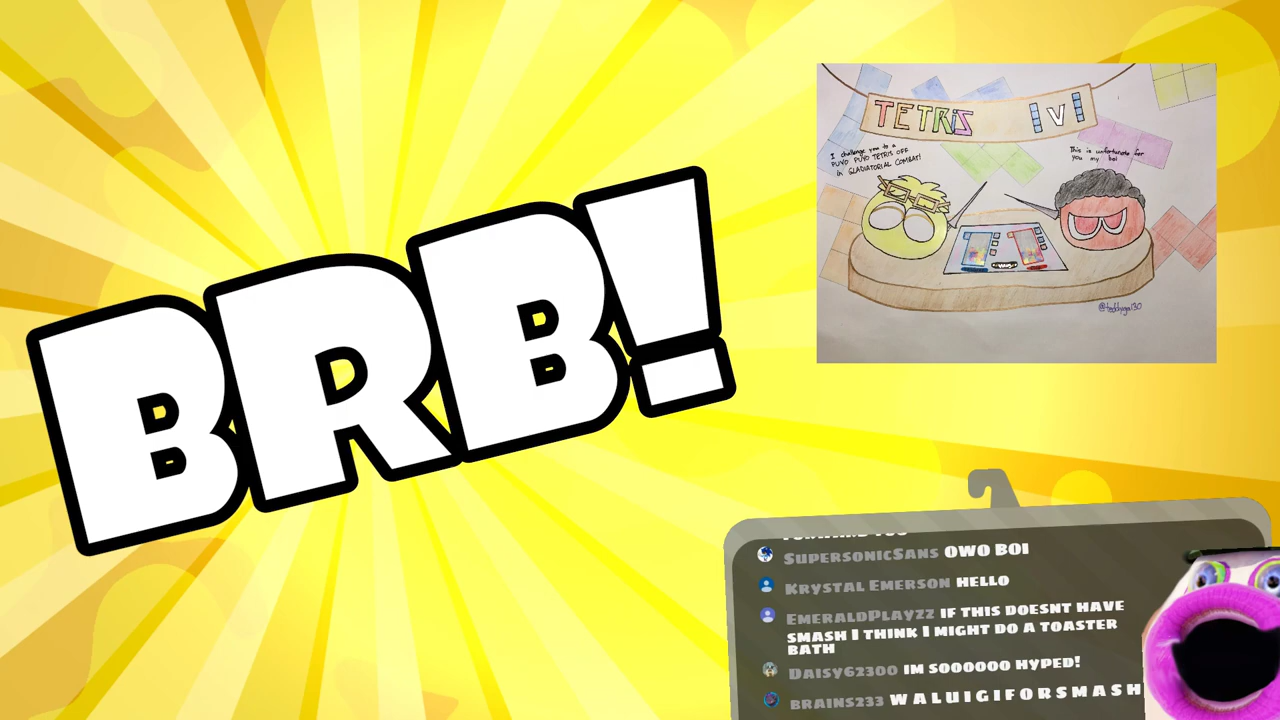 BRB!
TETRIS 1v1
I challenge you to a
PUYO PUYO TETRIS OFF
in GLADIATORIAL COMBAT!
This is unfortunate for
you my boi
@teddygal30
SUPERSONICSANS OWO BOI
KRYSTAL EMERSON HELLO
EMERALDPLAYZZ IF THIS DOESNT HAVE
SMASH I THINK I MIGHT DO A TOASTER
BATH
DAISY62300 IM SOOOOOO HYPED!
BRAINS233 W A L U I G I F O R S M A S H